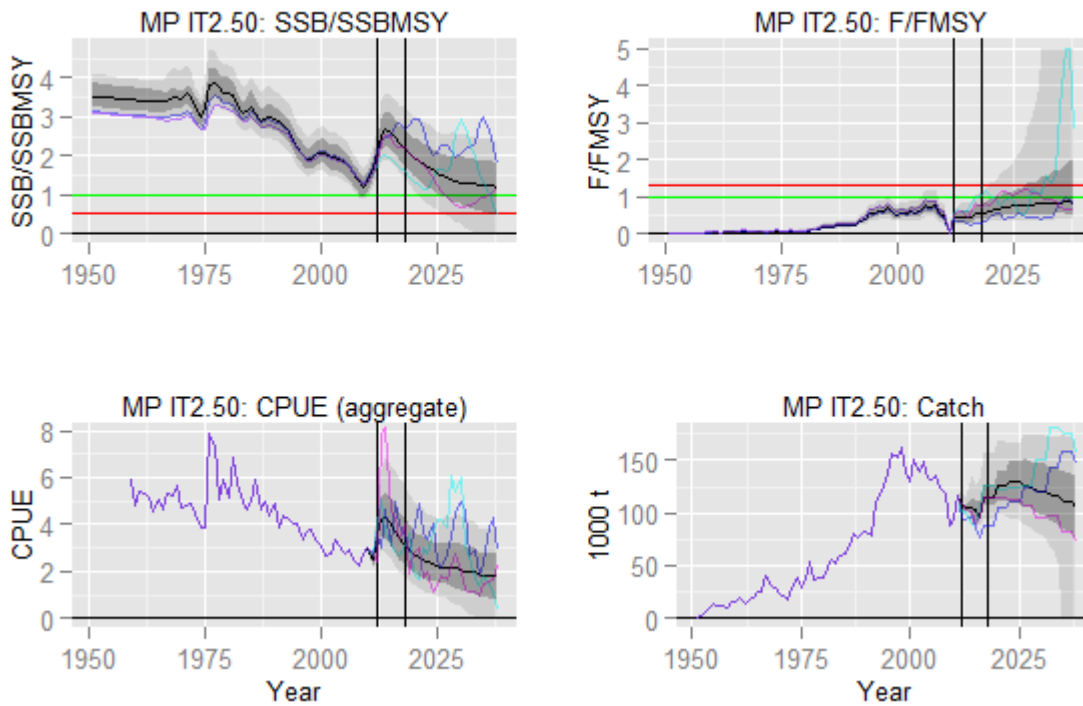 MP IT2.50: SSB/SSBMSY
SSB/SSBMSY
4
3
2
1
0
1950 1975 2000 2025
MP IT2.50: F/FMSY
F/FMSY
5
4
3
2
1
0
1950 1975 2000 2025
MP IT2.50: CPUE (aggregate)
CPUE
8
6
4
2
0
1950 1975 2000 2025
Year
MP IT2.50: Catch
1000 t
150
100
50
0
1950 1975 2000 2025
Year